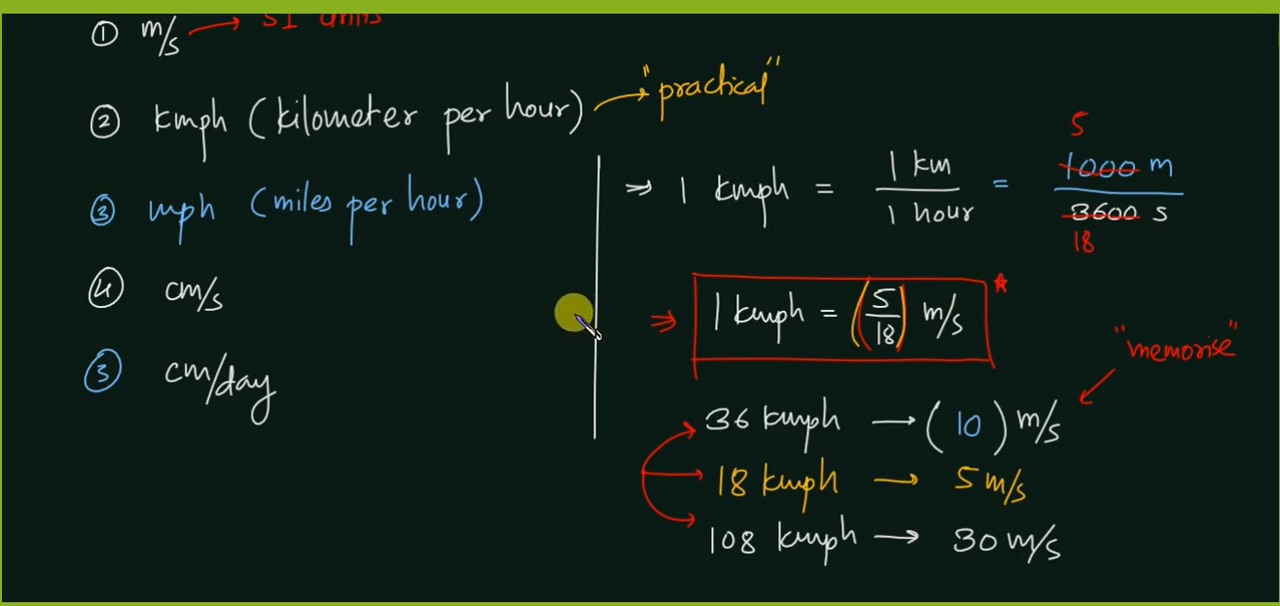 ① m/s → SI units
② kmph (kilometer per hour) → "practical"
③ mph (miles per hour)
④ cm/s
⑤ cm/day
⇒ 1 kmph = 1 km / 1 hour = 1000 m / 3600 s
5
18
⇒ 1 kmph = (5/18) m/s *
"memorise"
36 kmph → (10) m/s
18 kmph → 5 m/s
108 kmph → 30 m/s